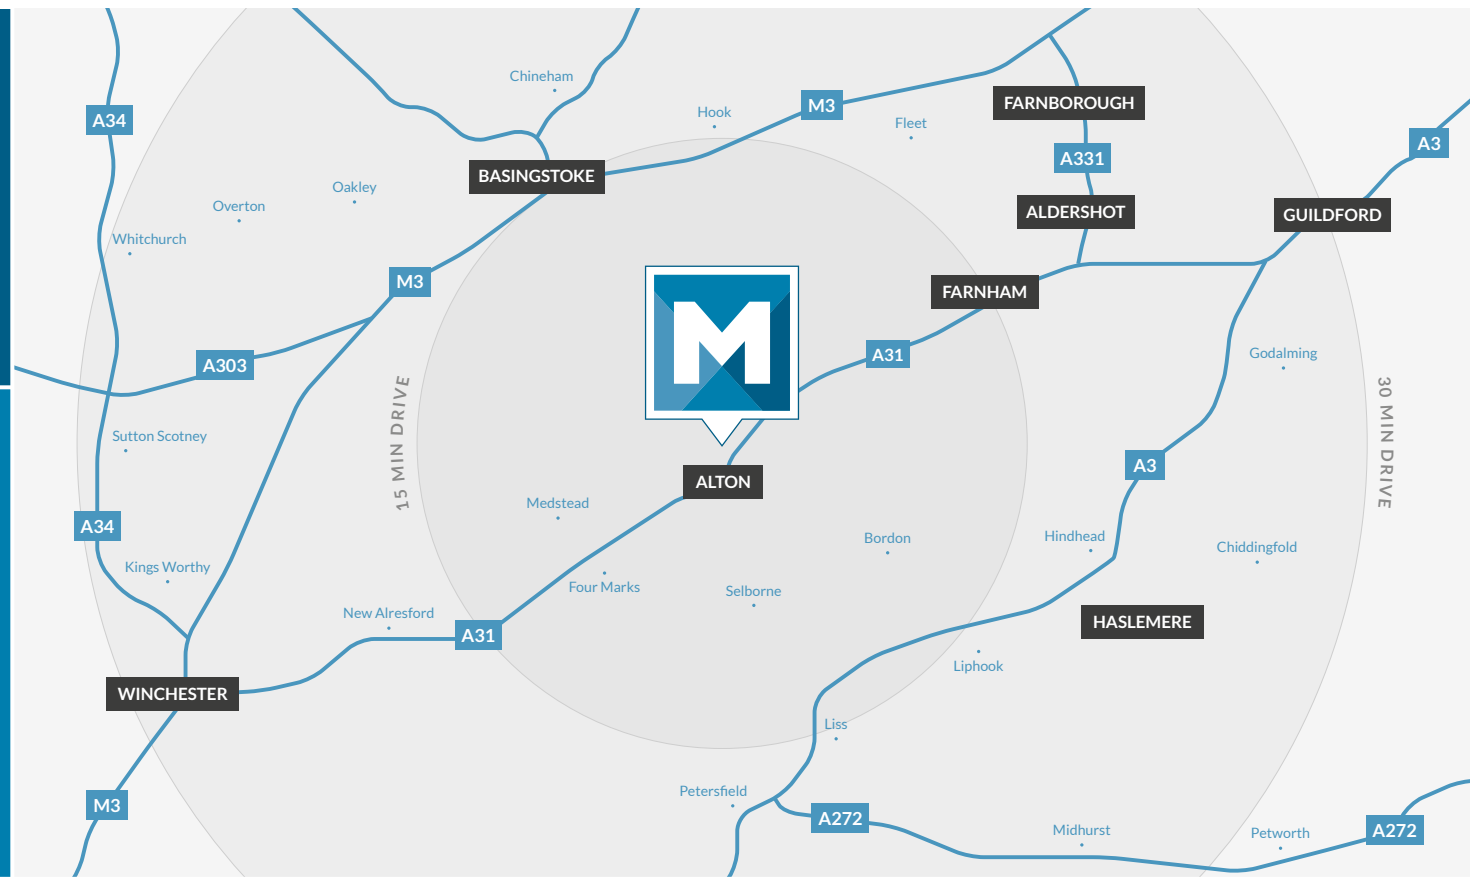 Chineham
Hook
M3
Fleet
FARNBOROUGH
A34
A3
A331
BASINGSTOKE
Oakley
Overton
ALDERSHOT
GUILDFORD
Whitchurch
M3
FARNHAM
M
A31
Godalming
A303
15 MIN DRIVE
30 MIN DRIVE
Sutton Scotney
A3
ALTON
Medstead
A34
Bordon
Hindhead
Chiddingfold
Kings Worthy
Four Marks
Selborne
New Alresford
HASLEMERE
A31
Liphook
WINCHESTER
Liss
Petersfield
M3
A272
Midhurst
Petworth
A272